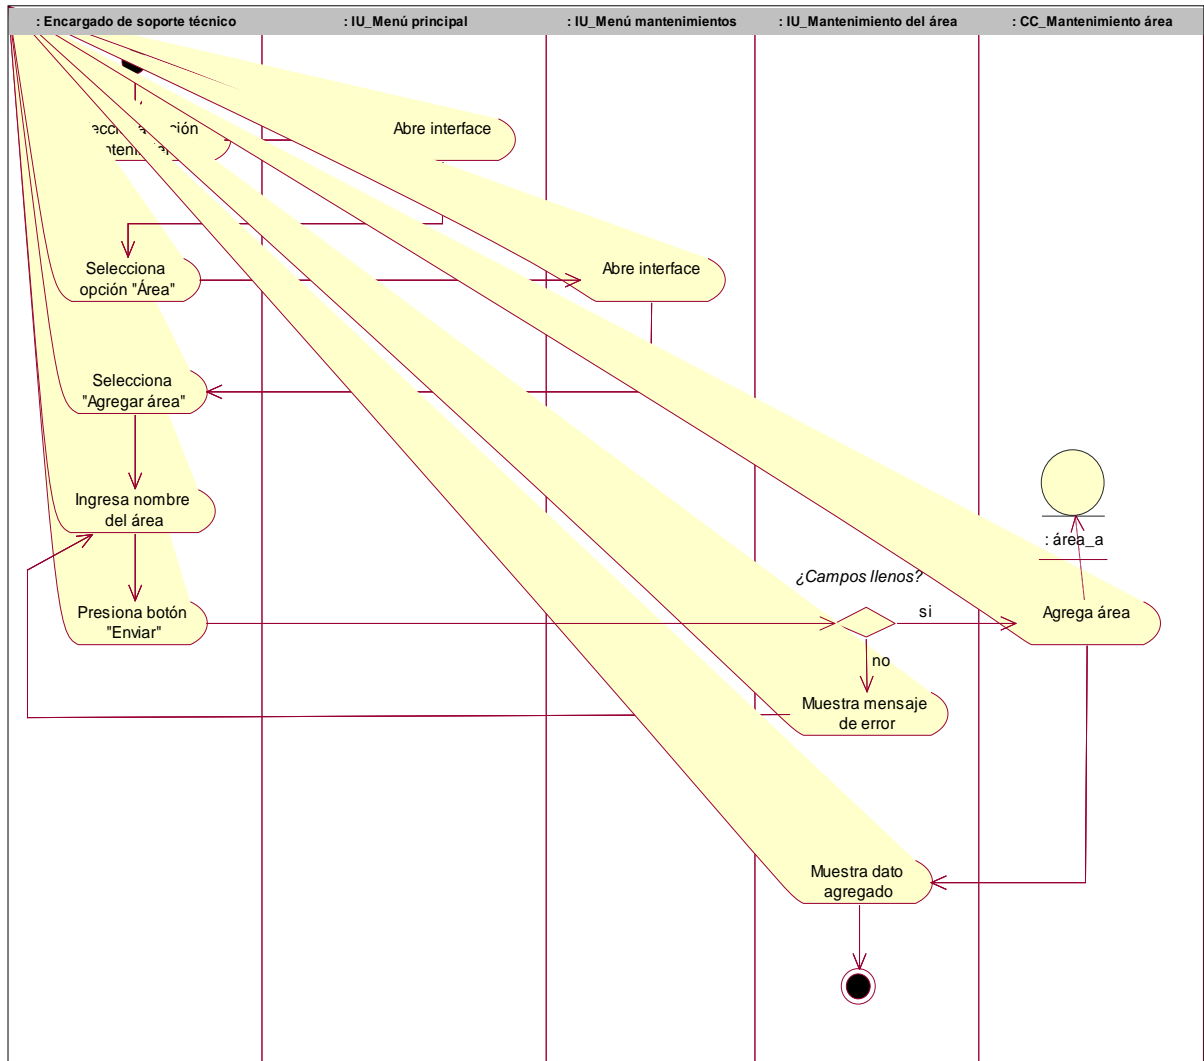 : Encargado de soporte técnico
: IU_Menú principal
: IU_Menú mantenimientos
: IU_Mantenimiento del área
: CC_Mantenimiento área
Abre interface
Selecciona
opción "Área"
Abre interface
Selecciona
"Agregar área"
Ingresa nombre
del área
: área_a
¿Campos llenos?
Presiona botón
"Enviar"
si
Agrega área
no
Muestra mensaje
de error
Muestra dato
agregado